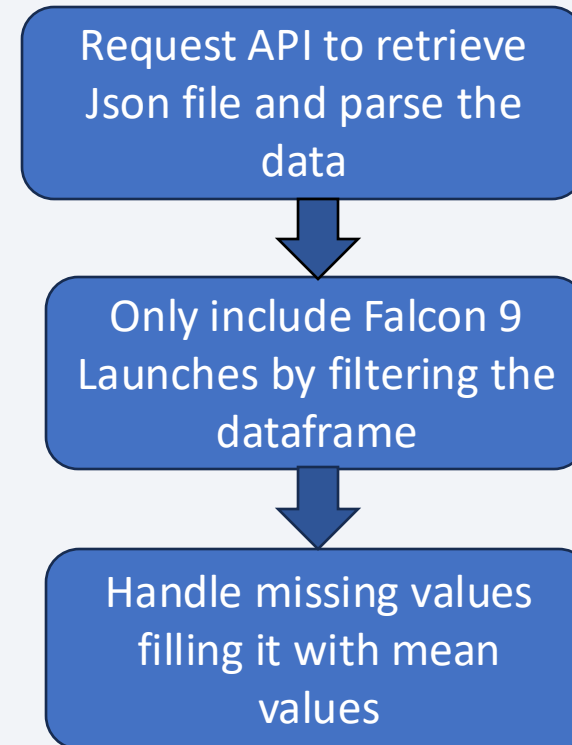 Request API to retrieve
Json file and parse the
data
Only include Falcon 9
Launches by filtering the
dataframe
Handle missing values
filling it with mean
values